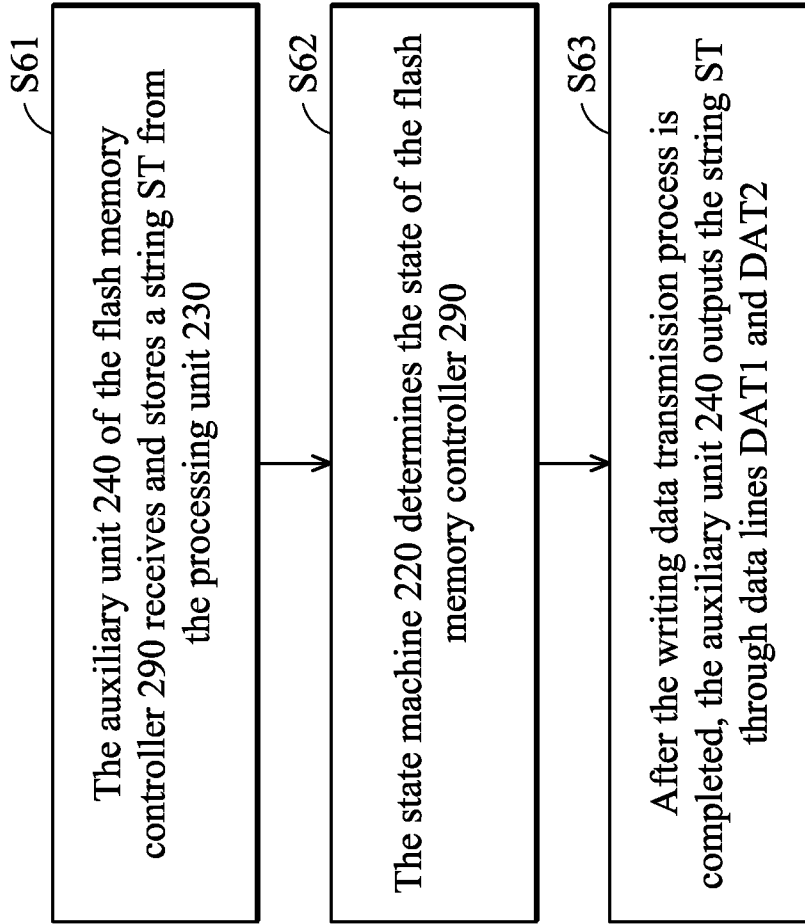 S61
The auxiliary unit 240 of the flash memory
controller 290 receives and stores a string ST from
the processing unit 230
S62
The state machine 220 determines the state of the flash
memory controller 290
S63
After the writing data transmission process is
completed, the auxiliary unit 240 outputs the string ST
through data lines DAT1 and DAT2